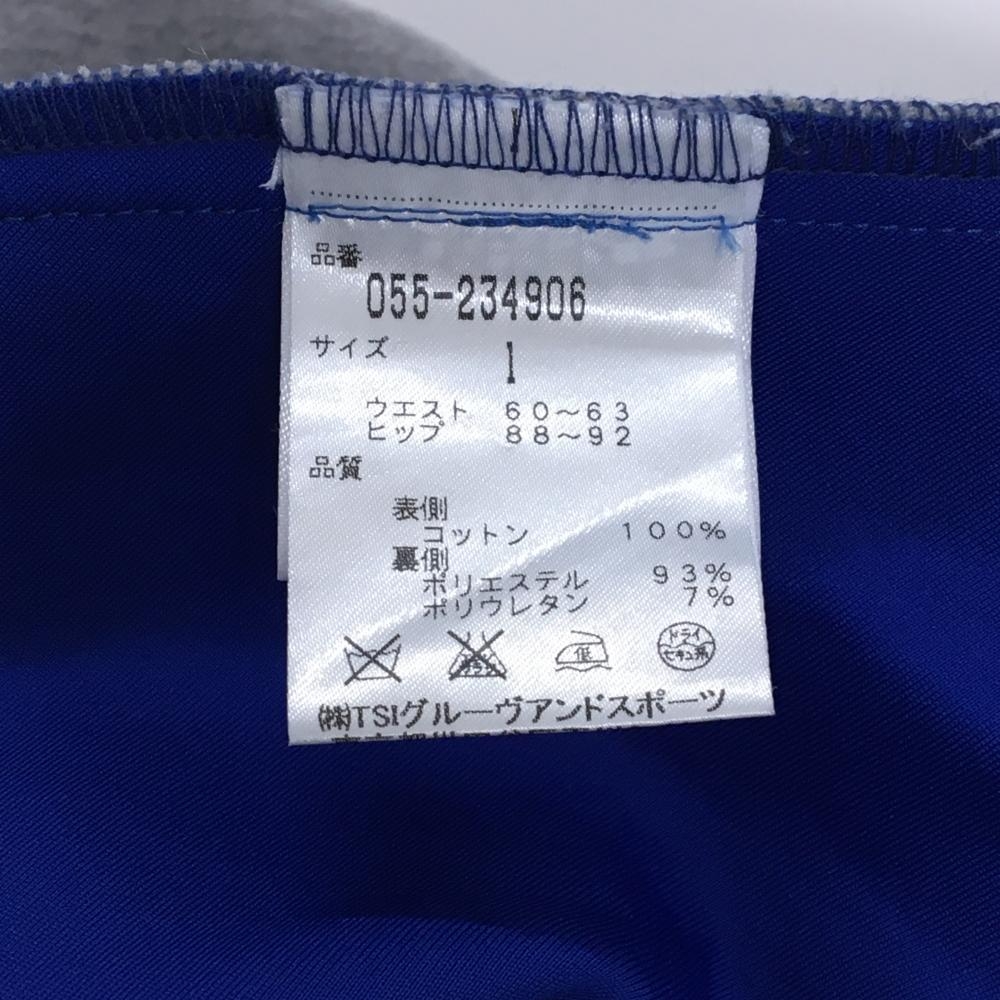 品番
055-234906
サイズ
1
ウエスト 60～63
ヒップ 88～92
品質
表側
コットン 100%
裏側
ポリエステル 93%
ポリウレタン 7%
低
ドライ
セキユ系
㈱TSIグルーヴアンドスポーツ